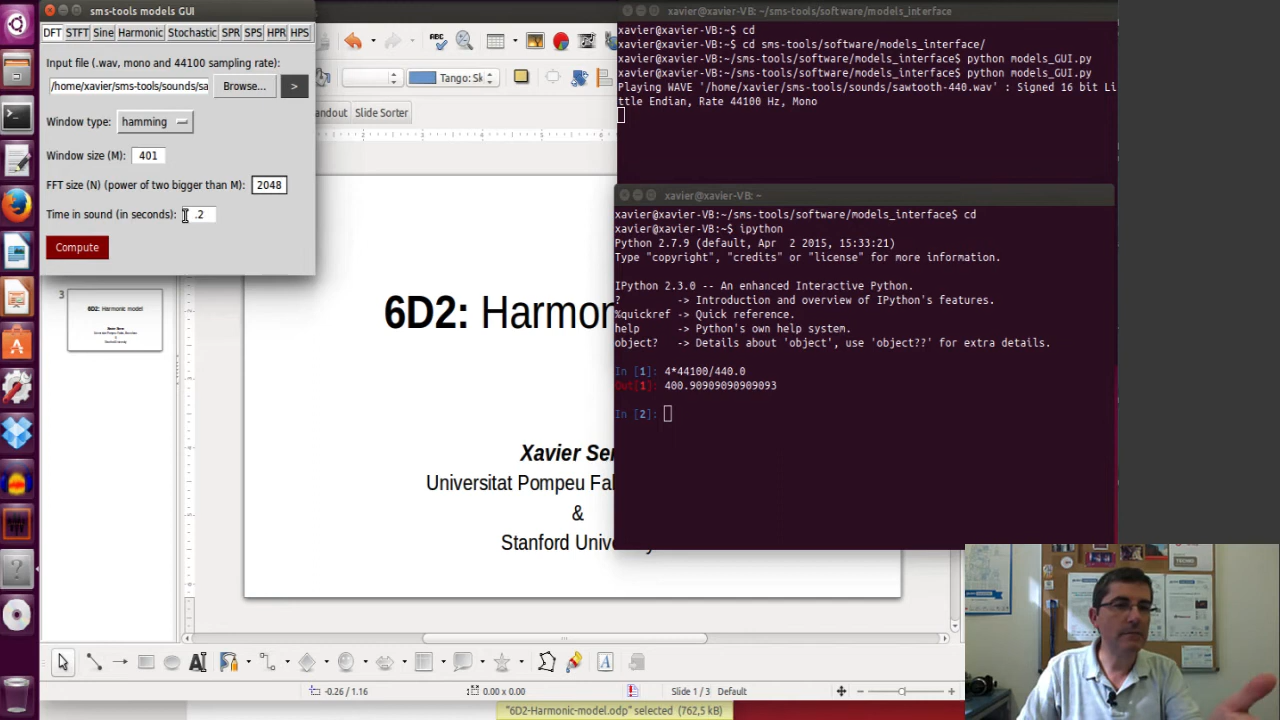 sms-tools models GUI
DFT STFT Sine Harmonic Stochastic SPR SPS HPR HPS
Input file (.wav, mono and 44100 sampling rate):
/home/xavier/sms-tools/sounds/sa Browse... >
Window type: hamming
Window size (M): 401
FFT size (N) (power of two bigger than M): 2048
Time in sound (in seconds): .2
Compute
ABC
Tango: Sk
andout Slide Sorter
3
6D2: Harmonic model
6D2: Harmon
Xavier Ser
Universitat Pompeu Fal
&
Stanford Unive
xavier@xavier-VB: ~/sms-tools/software/models_interface
xavier@xavier-VB:~$ cd
xavier@xavier-VB:~$ cd sms-tools/software/models_interface/
xavier@xavier-VB:~/sms-tools/software/models_interface$ python models_GUI.py
xavier@xavier-VB:~/sms-tools/software/models_interface$ python models_GUI.py
Playing WAVE '/home/xavier/sms-tools/sounds/sawtooth-440.wav' : Signed 16 bit Li
ttle Endian, Rate 44100 Hz, Mono
xavier@xavier-VB: ~
xavier@xavier-VB:~/sms-tools/software/models_interface$ cd
xavier@xavier-VB:~$ ipython
Python 2.7.9 (default, Apr  2 2015, 15:33:21)
Type "copyright", "credits" or "license" for more information.
IPython 2.3.0 -- An enhanced Interactive Python.
? -> Introduction and overview of IPython's features.
%quickref -> Quick reference.
help -> Python's own help system.
object? -> Details about 'object', use 'object??' for extra details.
In [1]: 4*44100/440.0
Out[1]: 400.90909090909093
In [2]:
-0.26 / 1.16 0.00 x 0.00 Slide 1 / 3 Default
"6D2-Harmonic-model.odp" selected (762,5 kB)